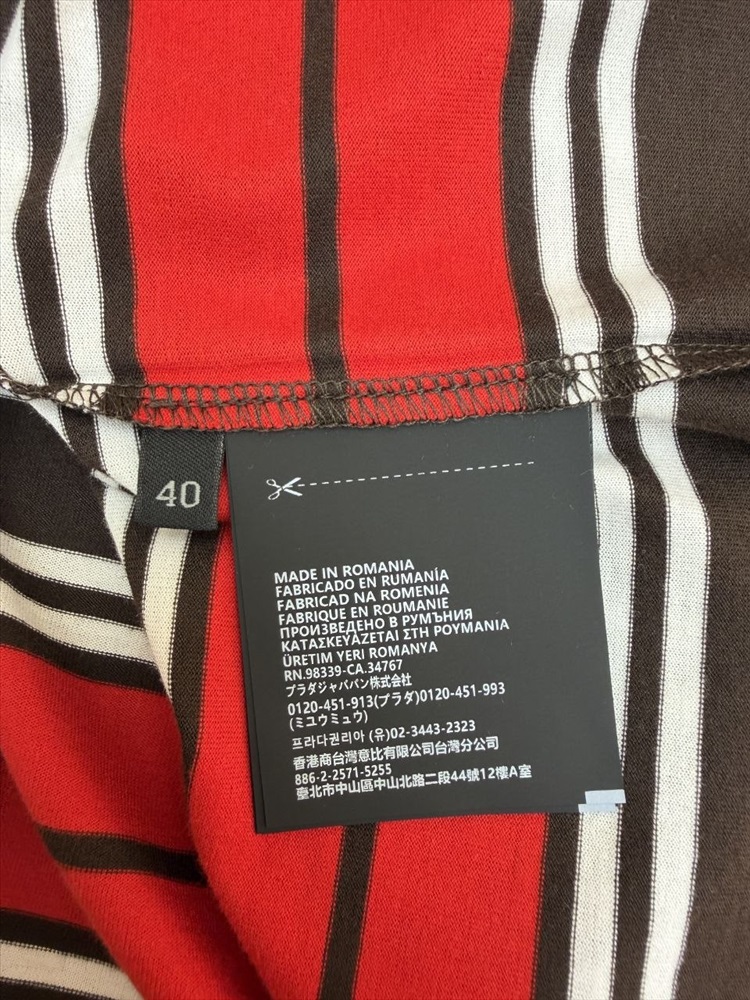 40
MADE IN ROMANIA
FABRICADO EN RUMANÍA
FABRICAD NA ROMENIA
FABRIQUE EN ROUMANIE
ПРОИЗВЕДЕНО В РУМЪНИЯ
ΚΑΤΑΣΚΕΥΑΖΕΤΑΙ ΣΤΗ ΡΟΥΜΑΝΙΑ
ÜRETIM YERI ROMANYA
RN.98339-CA.34767
プラダジャパン株式会社
0120-451-913(プラダ)0120-451-993
(ミユウミュウ)
프라다코리아 (유)02-3443-2323
香港商台灣意比有限公司台灣分公司
886-2-2571-5255
臺北市中山區中山北路二段44號12樓A室